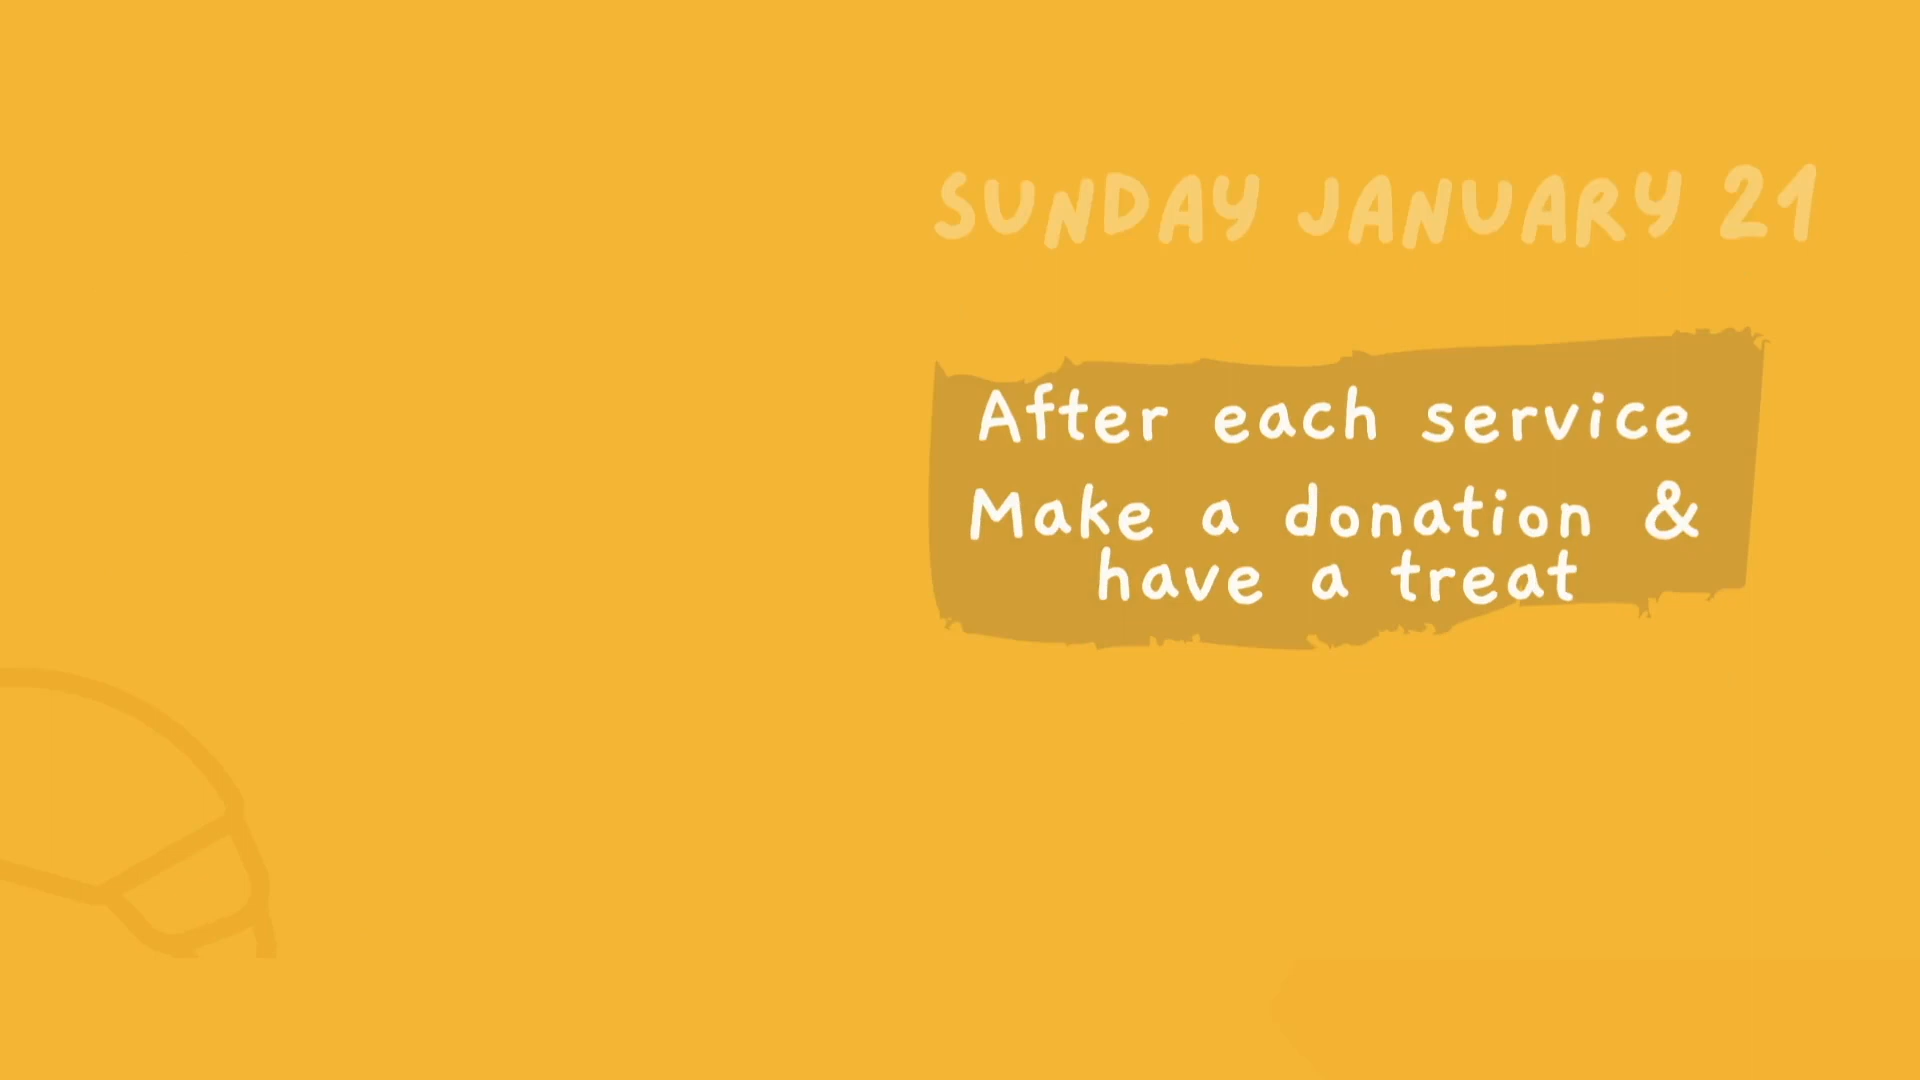 SUNDAY JANUARY 21
After each service
Make a donation &
have a treat